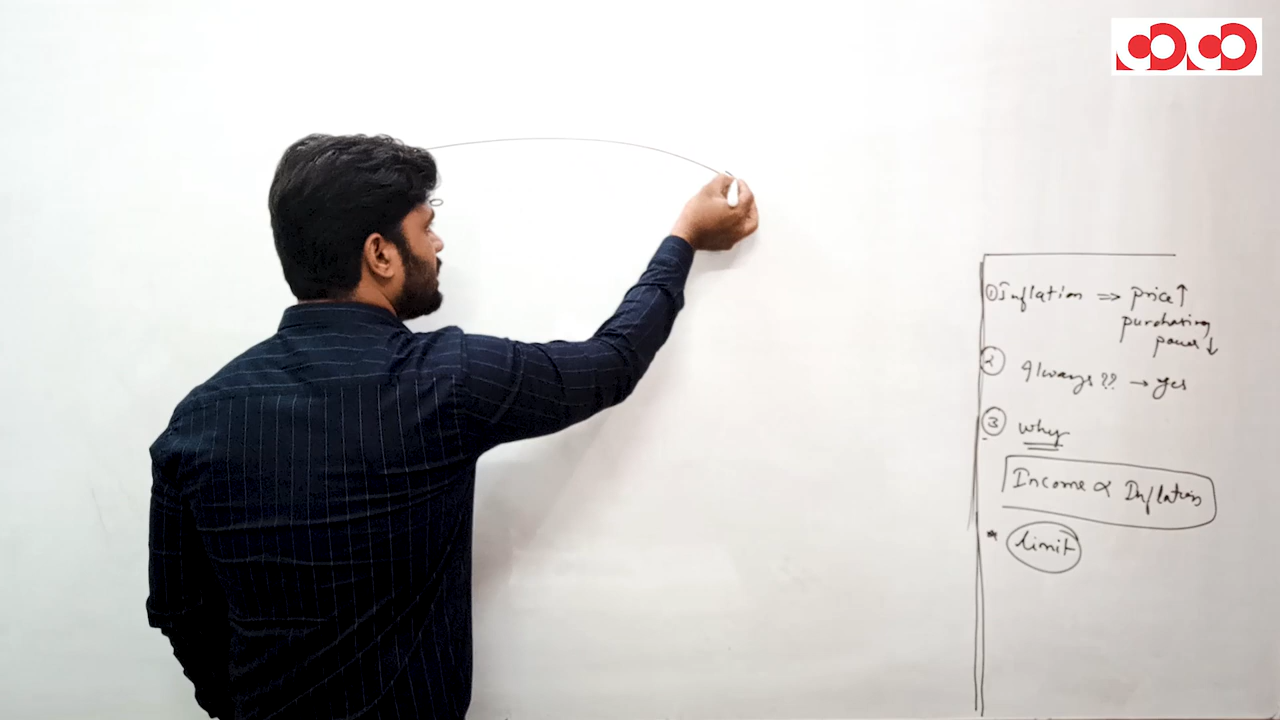 ① Inflation ⇒ price ↑
purchasing
power ↓
② Always ?? → yes
③ why
Income ∝ Inflation
* limit